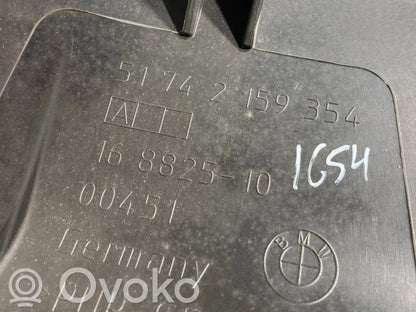 51 74 2 159 354
A
16 8825-10 1654
00451
Germany
BMW
OVOKO